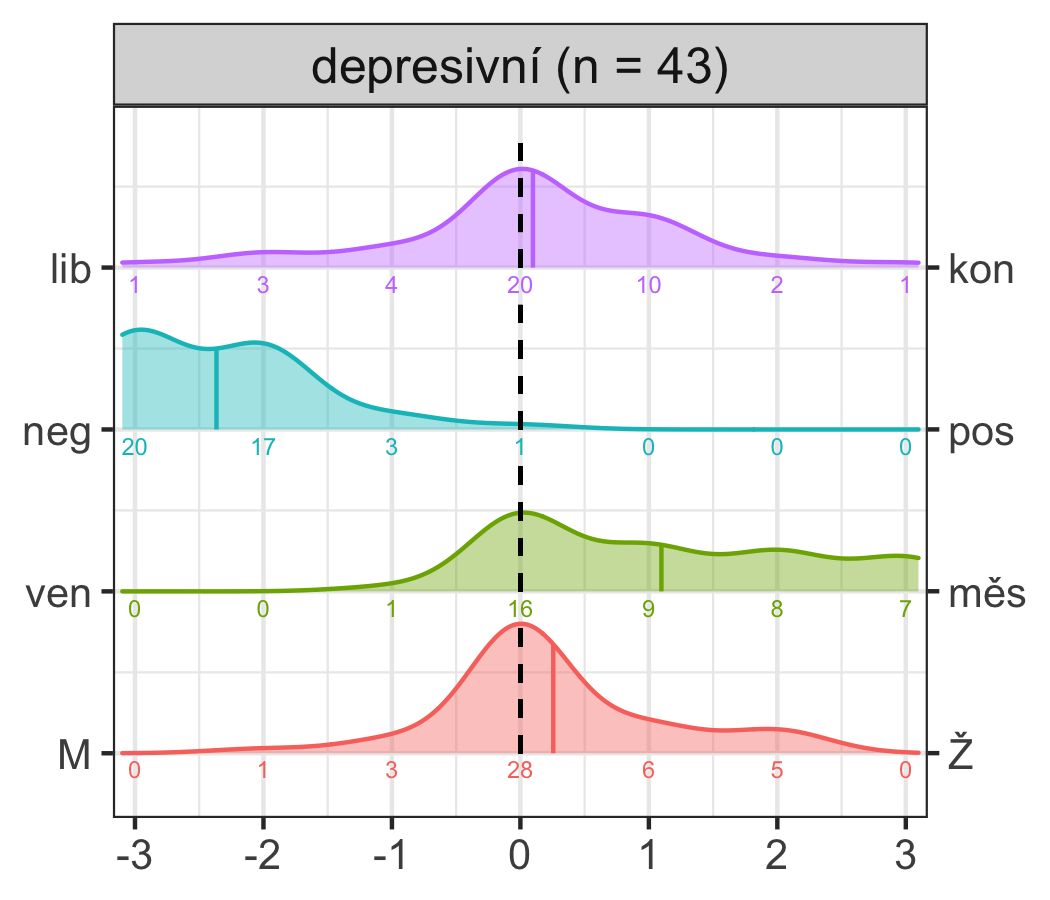 depresivní (n = 43)
lib kon
1 3 4 20 10 2 1
neg pos
20 17 3 1 0 0 0
ven měs
0 0 1 16 9 8 7
M Ž
0 1 3 28 6 5 0
-3 -2 -1 0 1 2 3